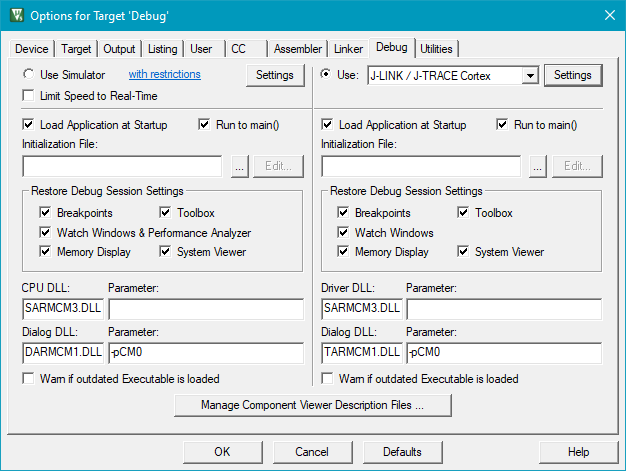 Options for Target 'Debug'
Device Target Output Listing User CC Assembler Linker Debug Utilities
Use Simulator with restrictions Settings
Limit Speed to Real-Time
Use: J-LINK / J-TRACE Cortex Settings
Load Application at Startup Run to main()
Initialization File:
... Edit...
Restore Debug Session Settings
Breakpoints Toolbox
Watch Windows & Performance Analyzer
Memory Display System Viewer
CPU DLL: Parameter:
SARMCM3.DLL
Dialog DLL: Parameter:
DARMCM1.DLL -pCM0
Warn if outdated Executable is loaded
Load Application at Startup Run to main()
Initialization File:
... Edit...
Restore Debug Session Settings
Breakpoints Toolbox
Watch Windows
Memory Display System Viewer
Driver DLL: Parameter:
SARMCM3.DLL
Dialog DLL: Parameter:
TARMCM1.DLL -pCM0
Warn if outdated Executable is loaded
Manage Component Viewer Description Files ...
OK Cancel Defaults Help